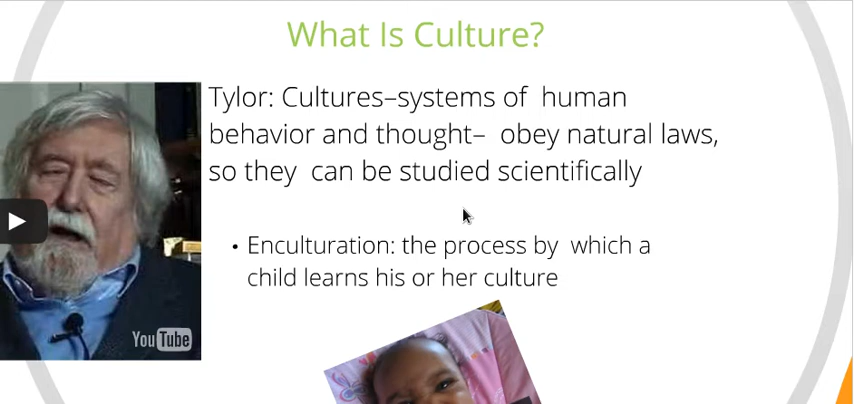 What Is Culture?
Tylor: Cultures–systems of human
behavior and thought– obey natural laws,
so they can be studied scientifically
• Enculturation: the process by which a
child learns his or her culture
YouTube